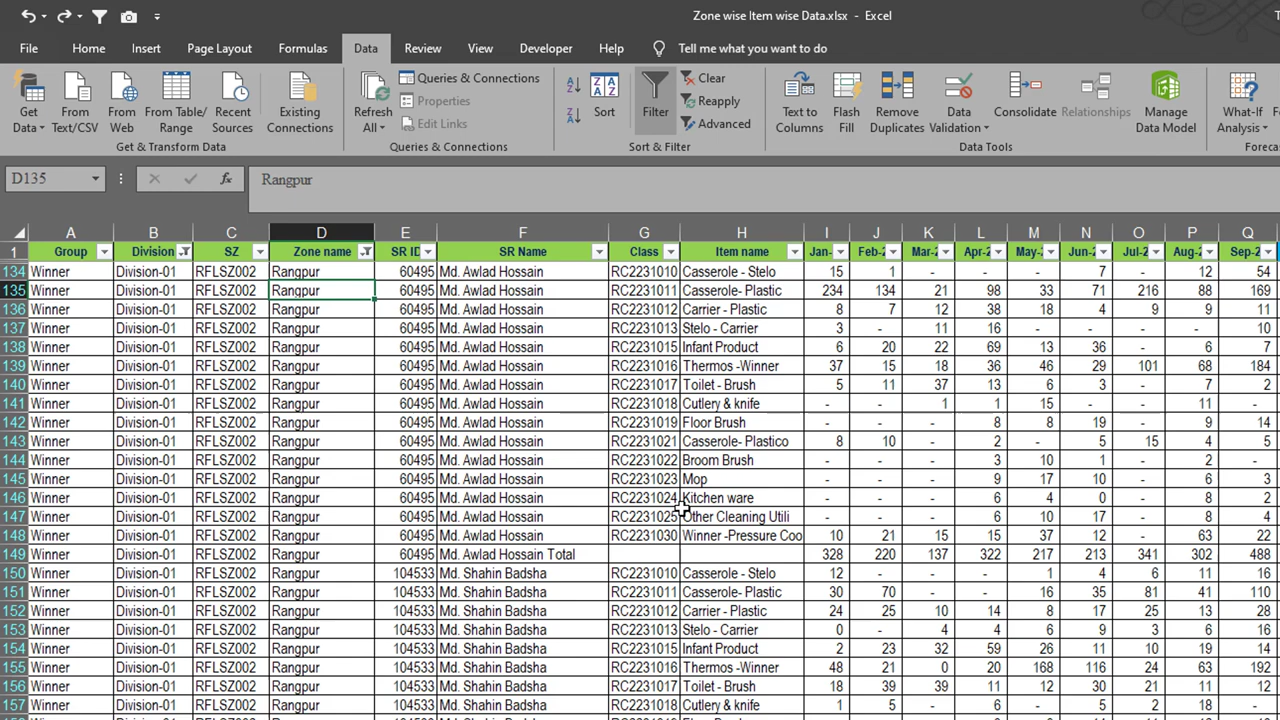 Zone wise Item wise Data.xlsx - Excel
File Home Insert Page Layout Formulas Data Review View Developer Help Tell me what you want to do
Get Data From Text/CSV From Web From Table/ Range Recent Sources Existing Connections Refresh All Queries & Connections Properties Edit Links Sort Filter Clear Reapply Advanced Text to Columns Flash Fill Remove Duplicates Data Validation Consolidate Relationships Manage Data Model What-If Analysis
Get & Transform Data Queries & Connections Sort & Filter Data Tools Foreca
D135 fx Rangpur
A B C D E F G H I J K L M N O P Q
1 Group Division SZ Zone name SR ID SR Name Class Item name Jan- Feb-2 Mar-2 Apr-2 May-2 Jun-2 Jul-2 Aug-2 Sep-2
134 Winner Division-01 RFLSZ002 Rangpur 60495 Md. Awlad Hossain RC2231010 Casserole - Stelo 15 1 - - - 7 - 12 54
135 Winner Division-01 RFLSZ002 Rangpur 60495 Md. Awlad Hossain RC2231011 Casserole- Plastic 234 134 21 98 33 71 216 88 169
136 Winner Division-01 RFLSZ002 Rangpur 60495 Md. Awlad Hossain RC2231012 Carrier - Plastic 8 7 12 38 18 4 9 9 11
137 Winner Division-01 RFLSZ002 Rangpur 60495 Md. Awlad Hossain RC2231013 Stelo - Carrier 3 - 11 16 - - - - 10
138 Winner Division-01 RFLSZ002 Rangpur 60495 Md. Awlad Hossain RC2231015 Infant Product 6 20 22 69 13 36 - 6 7
139 Winner Division-01 RFLSZ002 Rangpur 60495 Md. Awlad Hossain RC2231016 Thermos -Winner 37 15 18 36 46 29 101 68 184
140 Winner Division-01 RFLSZ002 Rangpur 60495 Md. Awlad Hossain RC2231017 Toilet - Brush 5 11 37 13 6 3 - 7 2
141 Winner Division-01 RFLSZ002 Rangpur 60495 Md. Awlad Hossain RC2231018 Cutlery & knife - - 1 1 15 - - 11 -
142 Winner Division-01 RFLSZ002 Rangpur 60495 Md. Awlad Hossain RC2231019 Floor Brush - - - 8 8 19 - 9 14
143 Winner Division-01 RFLSZ002 Rangpur 60495 Md. Awlad Hossain RC2231021 Casserole- Plastico 8 10 - 2 - 5 15 4 5
144 Winner Division-01 RFLSZ002 Rangpur 60495 Md. Awlad Hossain RC2231022 Broom Brush - - - 3 10 1 - 2 -
145 Winner Division-01 RFLSZ002 Rangpur 60495 Md. Awlad Hossain RC2231023 Mop - - - 9 17 10 - 6 3
146 Winner Division-01 RFLSZ002 Rangpur 60495 Md. Awlad Hossain RC2231024 Kitchen ware - - - 6 4 0 - 8 2
147 Winner Division-01 RFLSZ002 Rangpur 60495 Md. Awlad Hossain RC2231025 Other Cleaning Utili - - - 6 10 17 - 8 4
148 Winner Division-01 RFLSZ002 Rangpur 60495 Md. Awlad Hossain RC2231030 Winner -Pressure Coo 10 21 15 15 37 12 - 63 22
149 Winner Division-01 RFLSZ002 Rangpur 60495 Md. Awlad Hossain Total 328 220 137 322 217 213 341 302 488
150 Winner Division-01 RFLSZ002 Rangpur 104533 Md. Shahin Badsha RC2231010 Casserole - Stelo 12 - - - 1 4 6 11 16
151 Winner Division-01 RFLSZ002 Rangpur 104533 Md. Shahin Badsha RC2231011 Casserole- Plastic 30 70 - - 16 35 81 41 110
152 Winner Division-01 RFLSZ002 Rangpur 104533 Md. Shahin Badsha RC2231012 Carrier - Plastic 24 25 10 14 8 17 25 13 28
153 Winner Division-01 RFLSZ002 Rangpur 104533 Md. Shahin Badsha RC2231013 Stelo - Carrier 0 - 4 4 6 9 3 6 16
154 Winner Division-01 RFLSZ002 Rangpur 104533 Md. Shahin Badsha RC2231015 Infant Product 2 23 32 59 26 11 10 19 14
155 Winner Division-01 RFLSZ002 Rangpur 104533 Md. Shahin Badsha RC2231016 Thermos -Winner 48 21 0 20 168 116 24 63 192
156 Winner Division-01 RFLSZ002 Rangpur 104533 Md. Shahin Badsha RC2231017 Toilet - Brush 18 39 39 11 12 30 21 11 12
157 Winner Division-01 RFLSZ002 Rangpur 104533 Md. Shahin Badsha RC2231018 Cutlery & knife 1 5 - 6 - 5 2 18 -